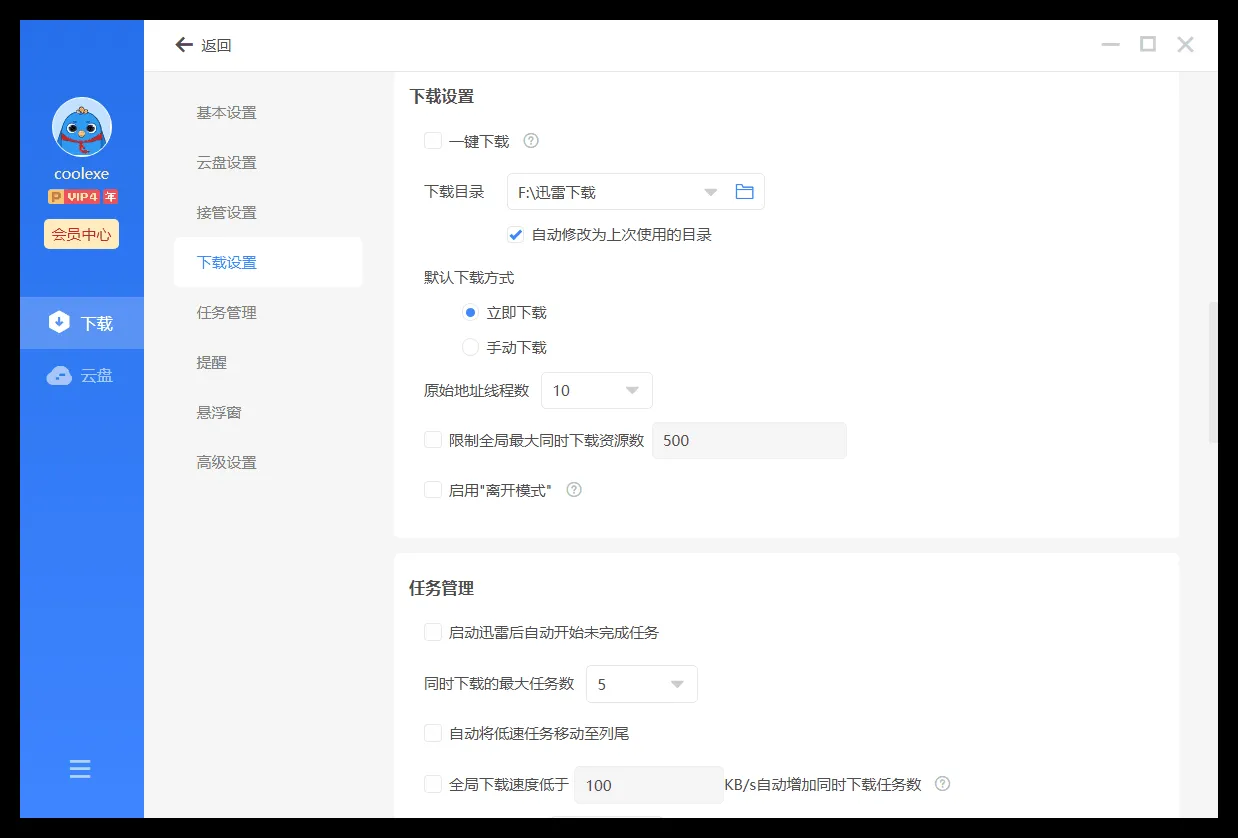 返回
coolexe
P VIP4 年
会员中心
下载
云盘
基本设置
云盘设置
接管设置
下载设置
任务管理
提醒
悬浮窗
高级设置
下载设置
一键下载 ?
下载目录 F:\迅雷下载
自动修改为上次使用的目录
默认下载方式
立即下载
手动下载
原始地址线程数 10
限制全局最大同时下载资源数 500
启用"离开模式" ?
任务管理
启动迅雷后自动开始未完成任务
同时下载的最大任务数 5
自动将低速任务移动至列尾
全局下载速度低于 100 KB/s自动增加同时下载任务数 ?